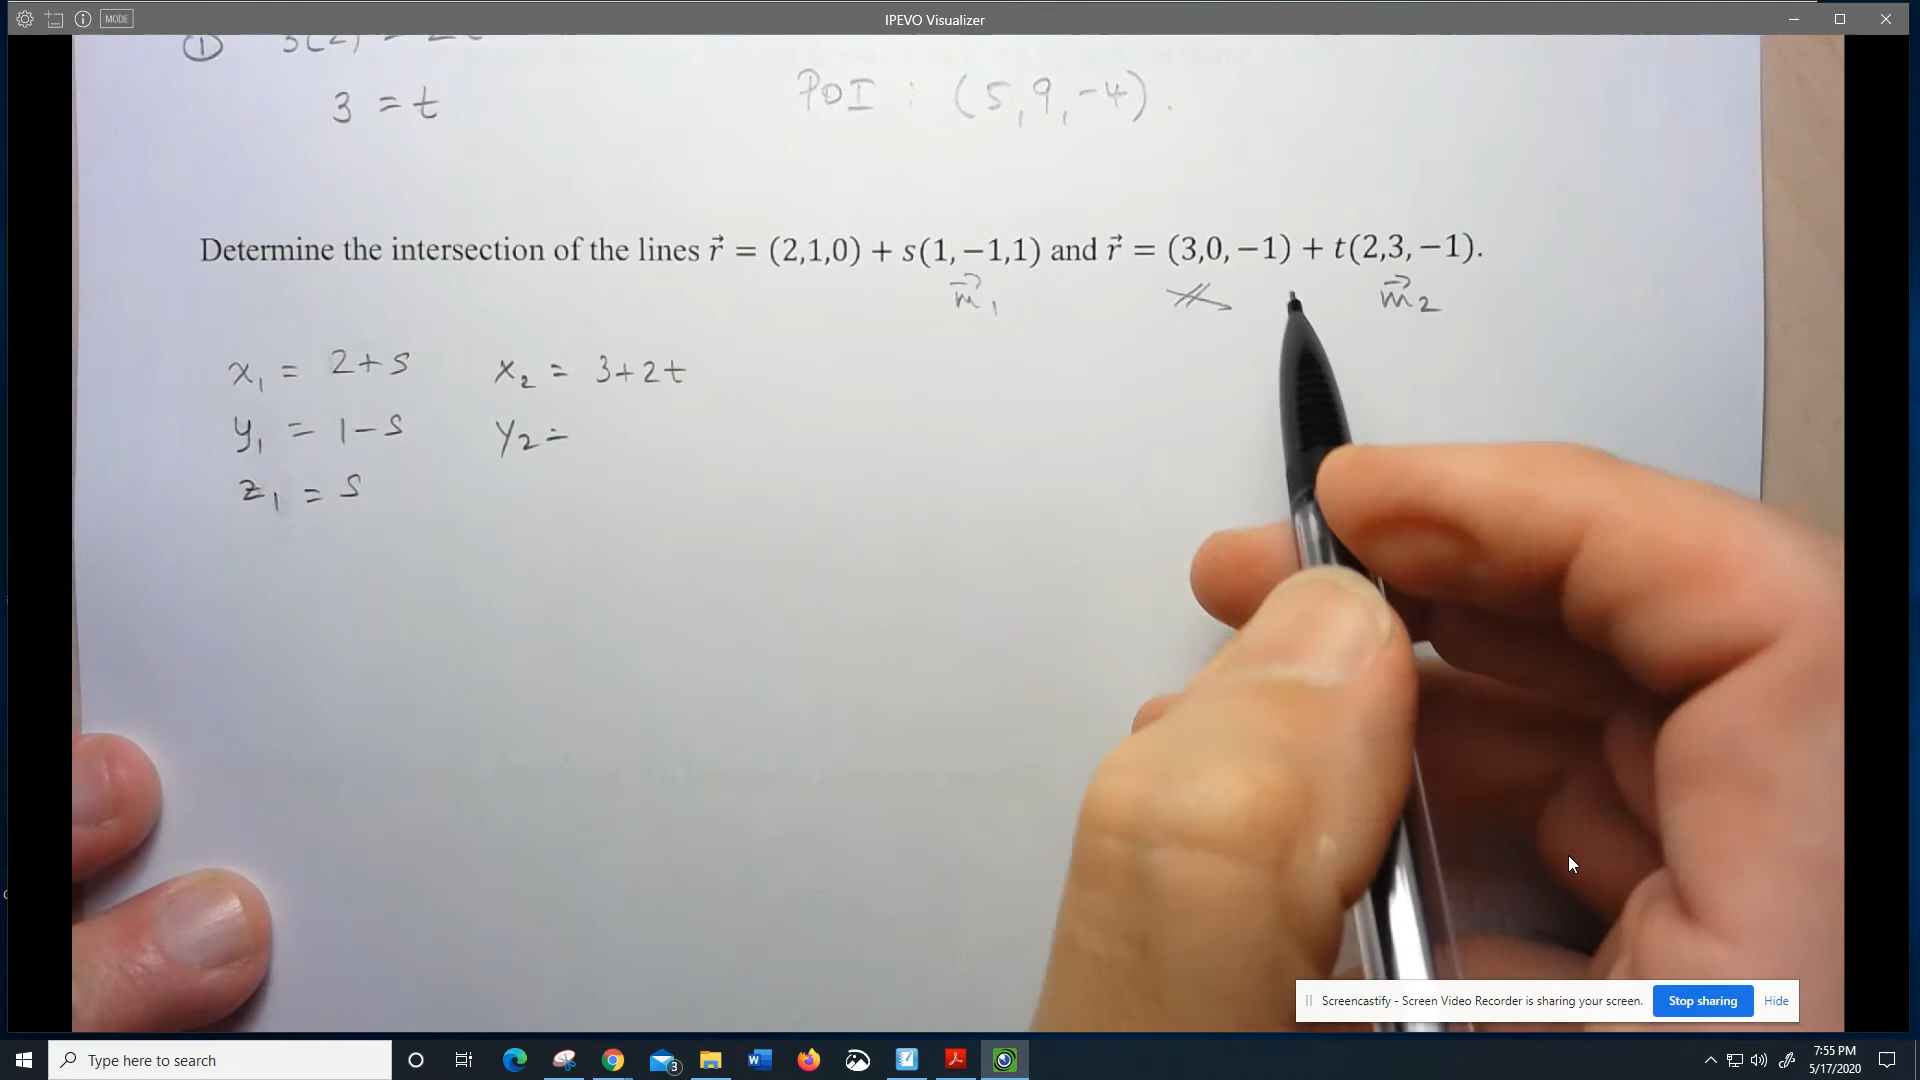 MODE
IPEVO Visualizer
①
3 = t
POI : (5, 9, -4).
Determine the intersection of the lines r⃗ = (2,1,0) + s(1,−1,1) and r⃗ = (3,0,−1) + t(2,3,−1).
m⃗₁ ∦ m⃗₂
x₁ = 2+s x₂ = 3+2t
y₁ = 1-s y₂ =
z₁ = s
Screencastify - Screen Video Recorder is sharing your screen. Stop sharing Hide
Type here to search
3
7:55 PM
5/17/2020